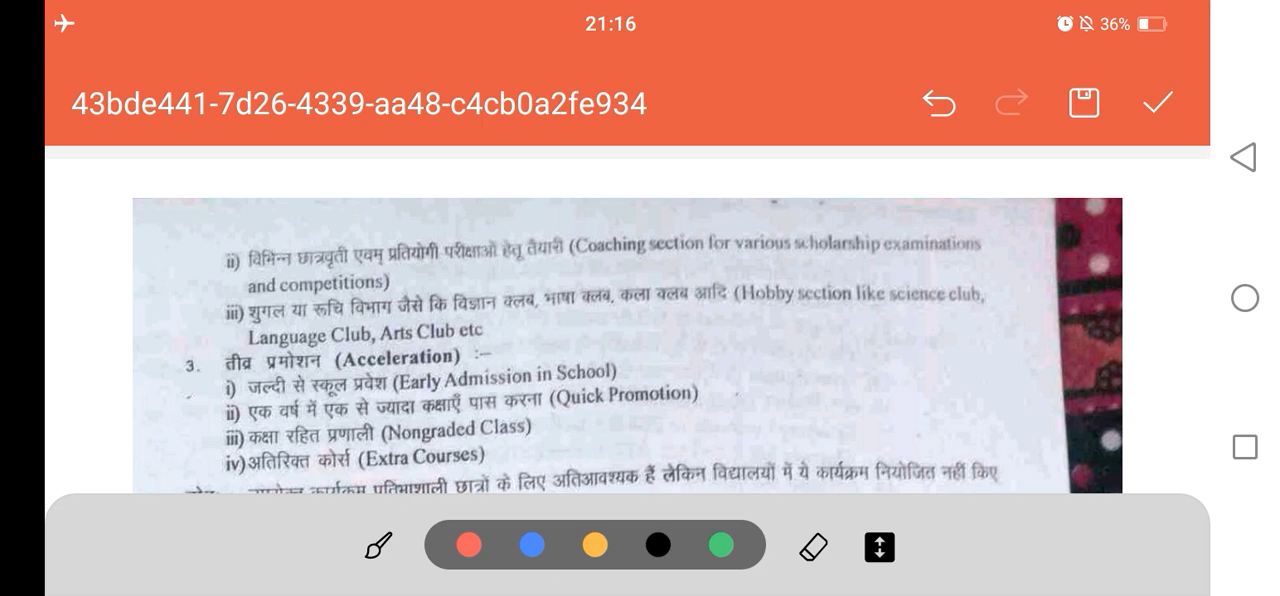 21:16
36%
43bde441-7d26-4339-aa48-c4cb0a2fe934
ii) विभिन्न छात्रवृती एवम् प्रतियोगी परीक्षाओं हेतू तैयारी (Coaching section for various scholarship examinations
and competitions)
iii) शुगल या रूचि विभाग जैसे कि विज्ञान क्लब, भाषा क्लब, कला क्लब आदि (Hobby section like science club,
Language Club, Arts Club etc
3. तीव्र प्रमोशन (Acceleration) :–
i) जल्दी से स्कूल प्रवेश (Early Admission in School)
ii) एक वर्ष में एक से ज्यादा कक्षाएँ पास करना (Quick Promotion)
iii) कक्षा रहित प्रणाली (Nongraded Class)
iv) अतिरिक्त कोर्स (Extra Courses)
कार्यक्रम प्रतिभाशाली छात्रों के लिए अतिआवश्यक हैं लेकिन विद्यालयों में ये कार्यक्रम नियोजित नहीं किए